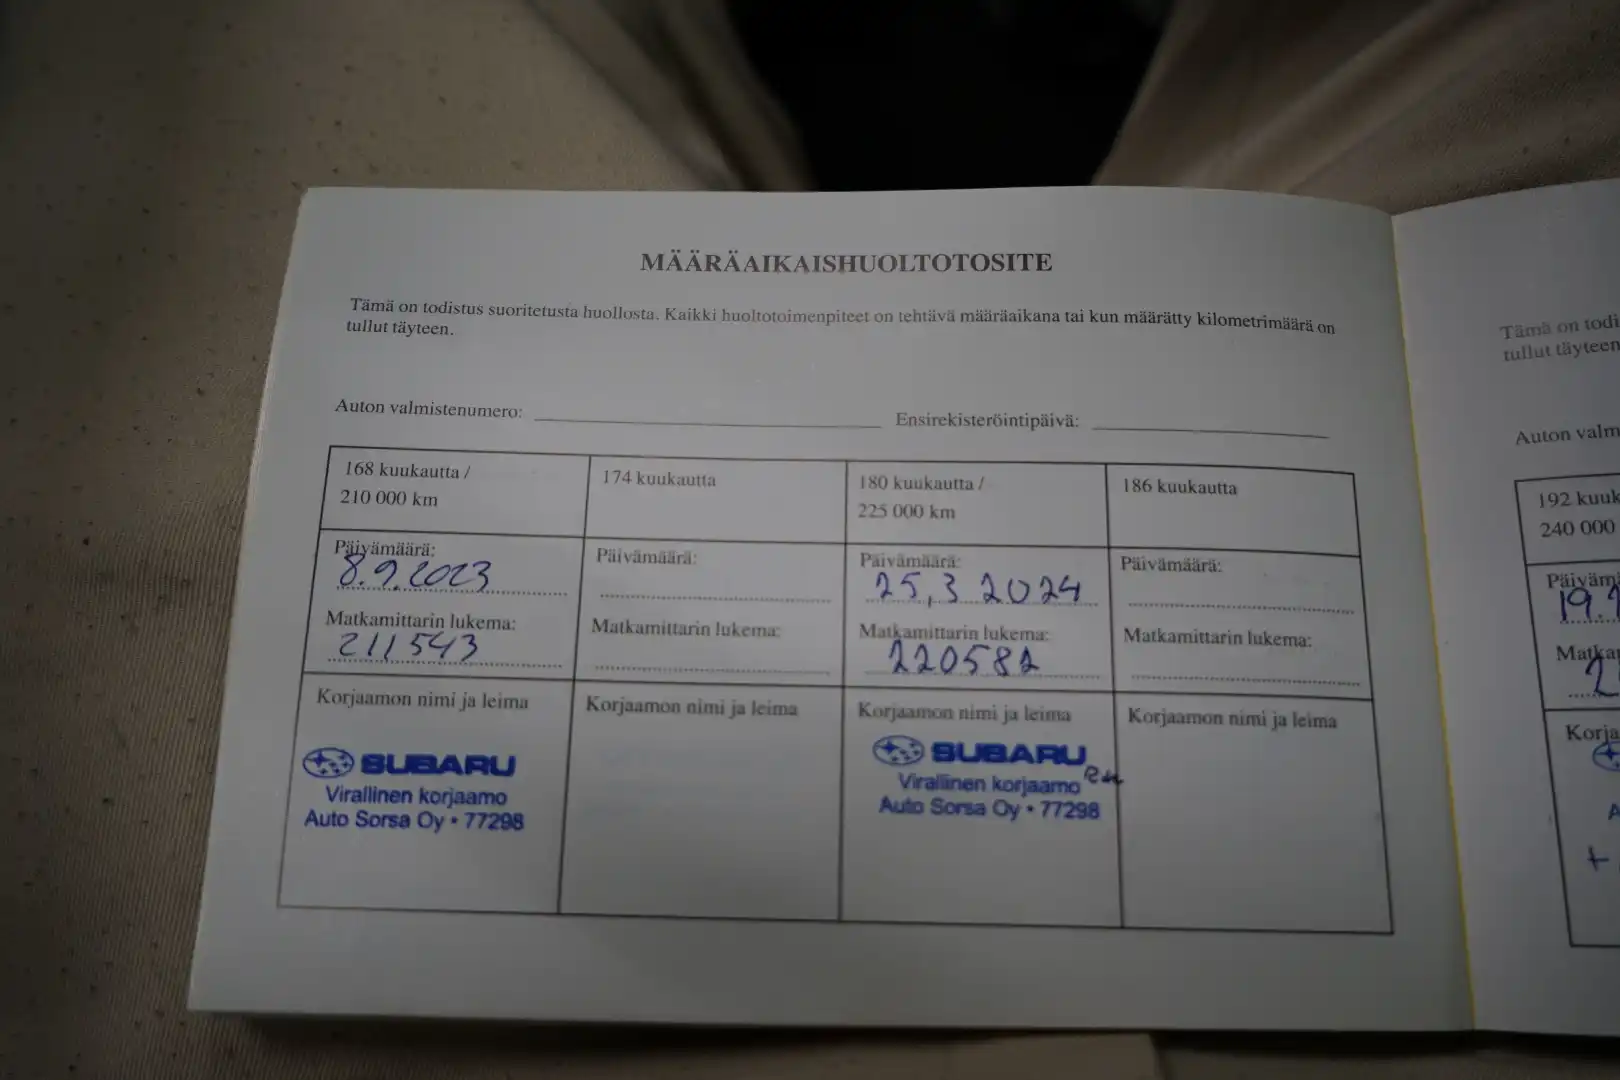 MÄÄRÄAIKAISHUOLTOTOSITE
Tämä on todistus suoritetusta huollosta. Kaikki huoltotoimenpiteet on tehtävä määräaikana tai kun määrätty kilometrimäärä on
tullut täyteen.
Auton valmistenumero:
Ensirekisteröintipäivä:
168 kuukautta /
210 000 km
Päivämäärä:
8.9.2023
Matkamittarin lukema:
211543
Korjaamon nimi ja leima
SUBARU
Virallinen korjaamo
Auto Sorsa Oy • 77298
174 kuukautta
Päivämäärä:
Matkamittarin lukema:
Korjaamon nimi ja leima
180 kuukautta /
225 000 km
Päivämäärä:
25,3 2024
Matkamittarin lukema:
220582
Korjaamon nimi ja leima
SUBARU
Virallinen korjaamo
Auto Sorsa Oy • 77298
186 kuukautta
Päivämäärä:
Matkamittarin lukema:
Korjaamon nimi ja leima
Tämä on todi
tullut täyteen
Auton valm
192 kuuk
240 000
Päiväm
19.
Matka
2
Korja
A
+